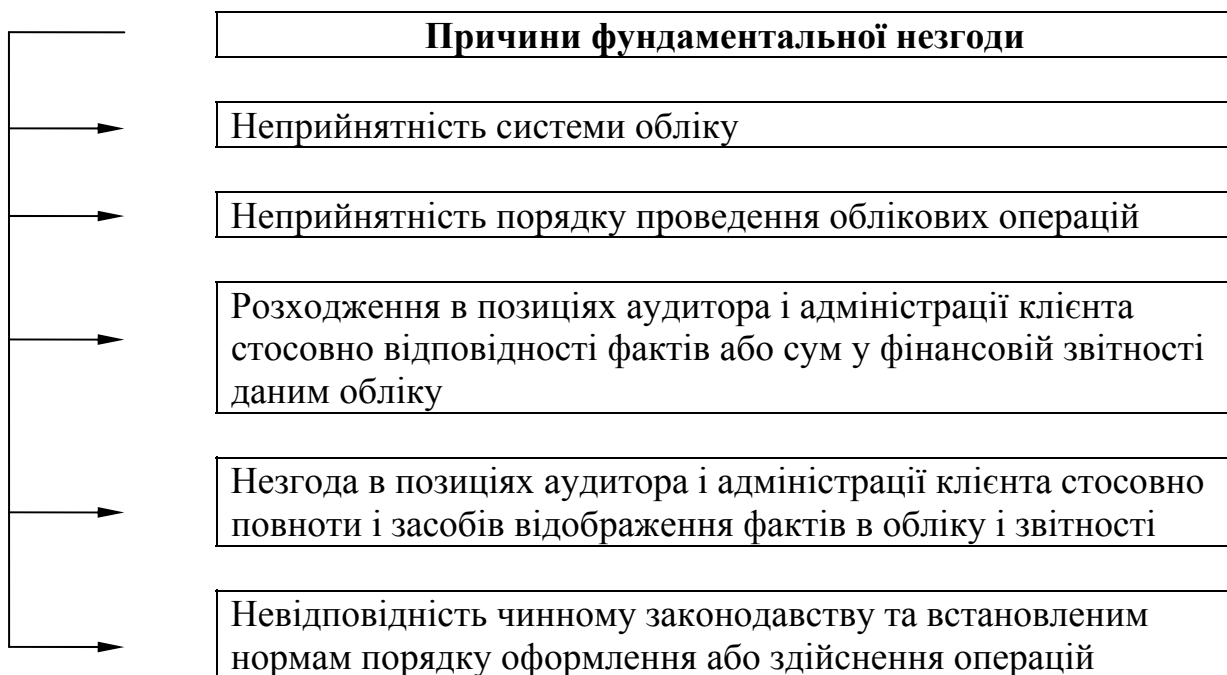 Причини фундаментальної незгоди
Неприйнятність системи обліку
Неприйнятність порядку проведення облікових операцій
Розходження в позиціях аудитора і адміністрації клієнта
стосовно відповідності фактів або сум у фінансовій звітності
даним обліку
Незгода в позиціях аудитора і адміністрації клієнта стосовно
повноти і засобів відображення фактів в обліку і звітності
Невідповідність чинному законодавству та встановленим
нормам порядку оформлення або здійснення операцій